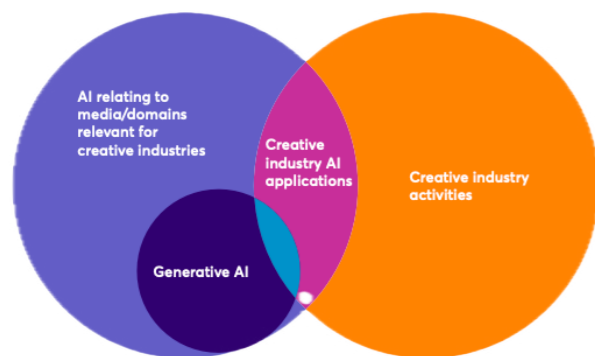 AI relating to
media/domains
relevant for
creative industries
Creative
industry AI
applications
Creative industry
activities
Generative AI